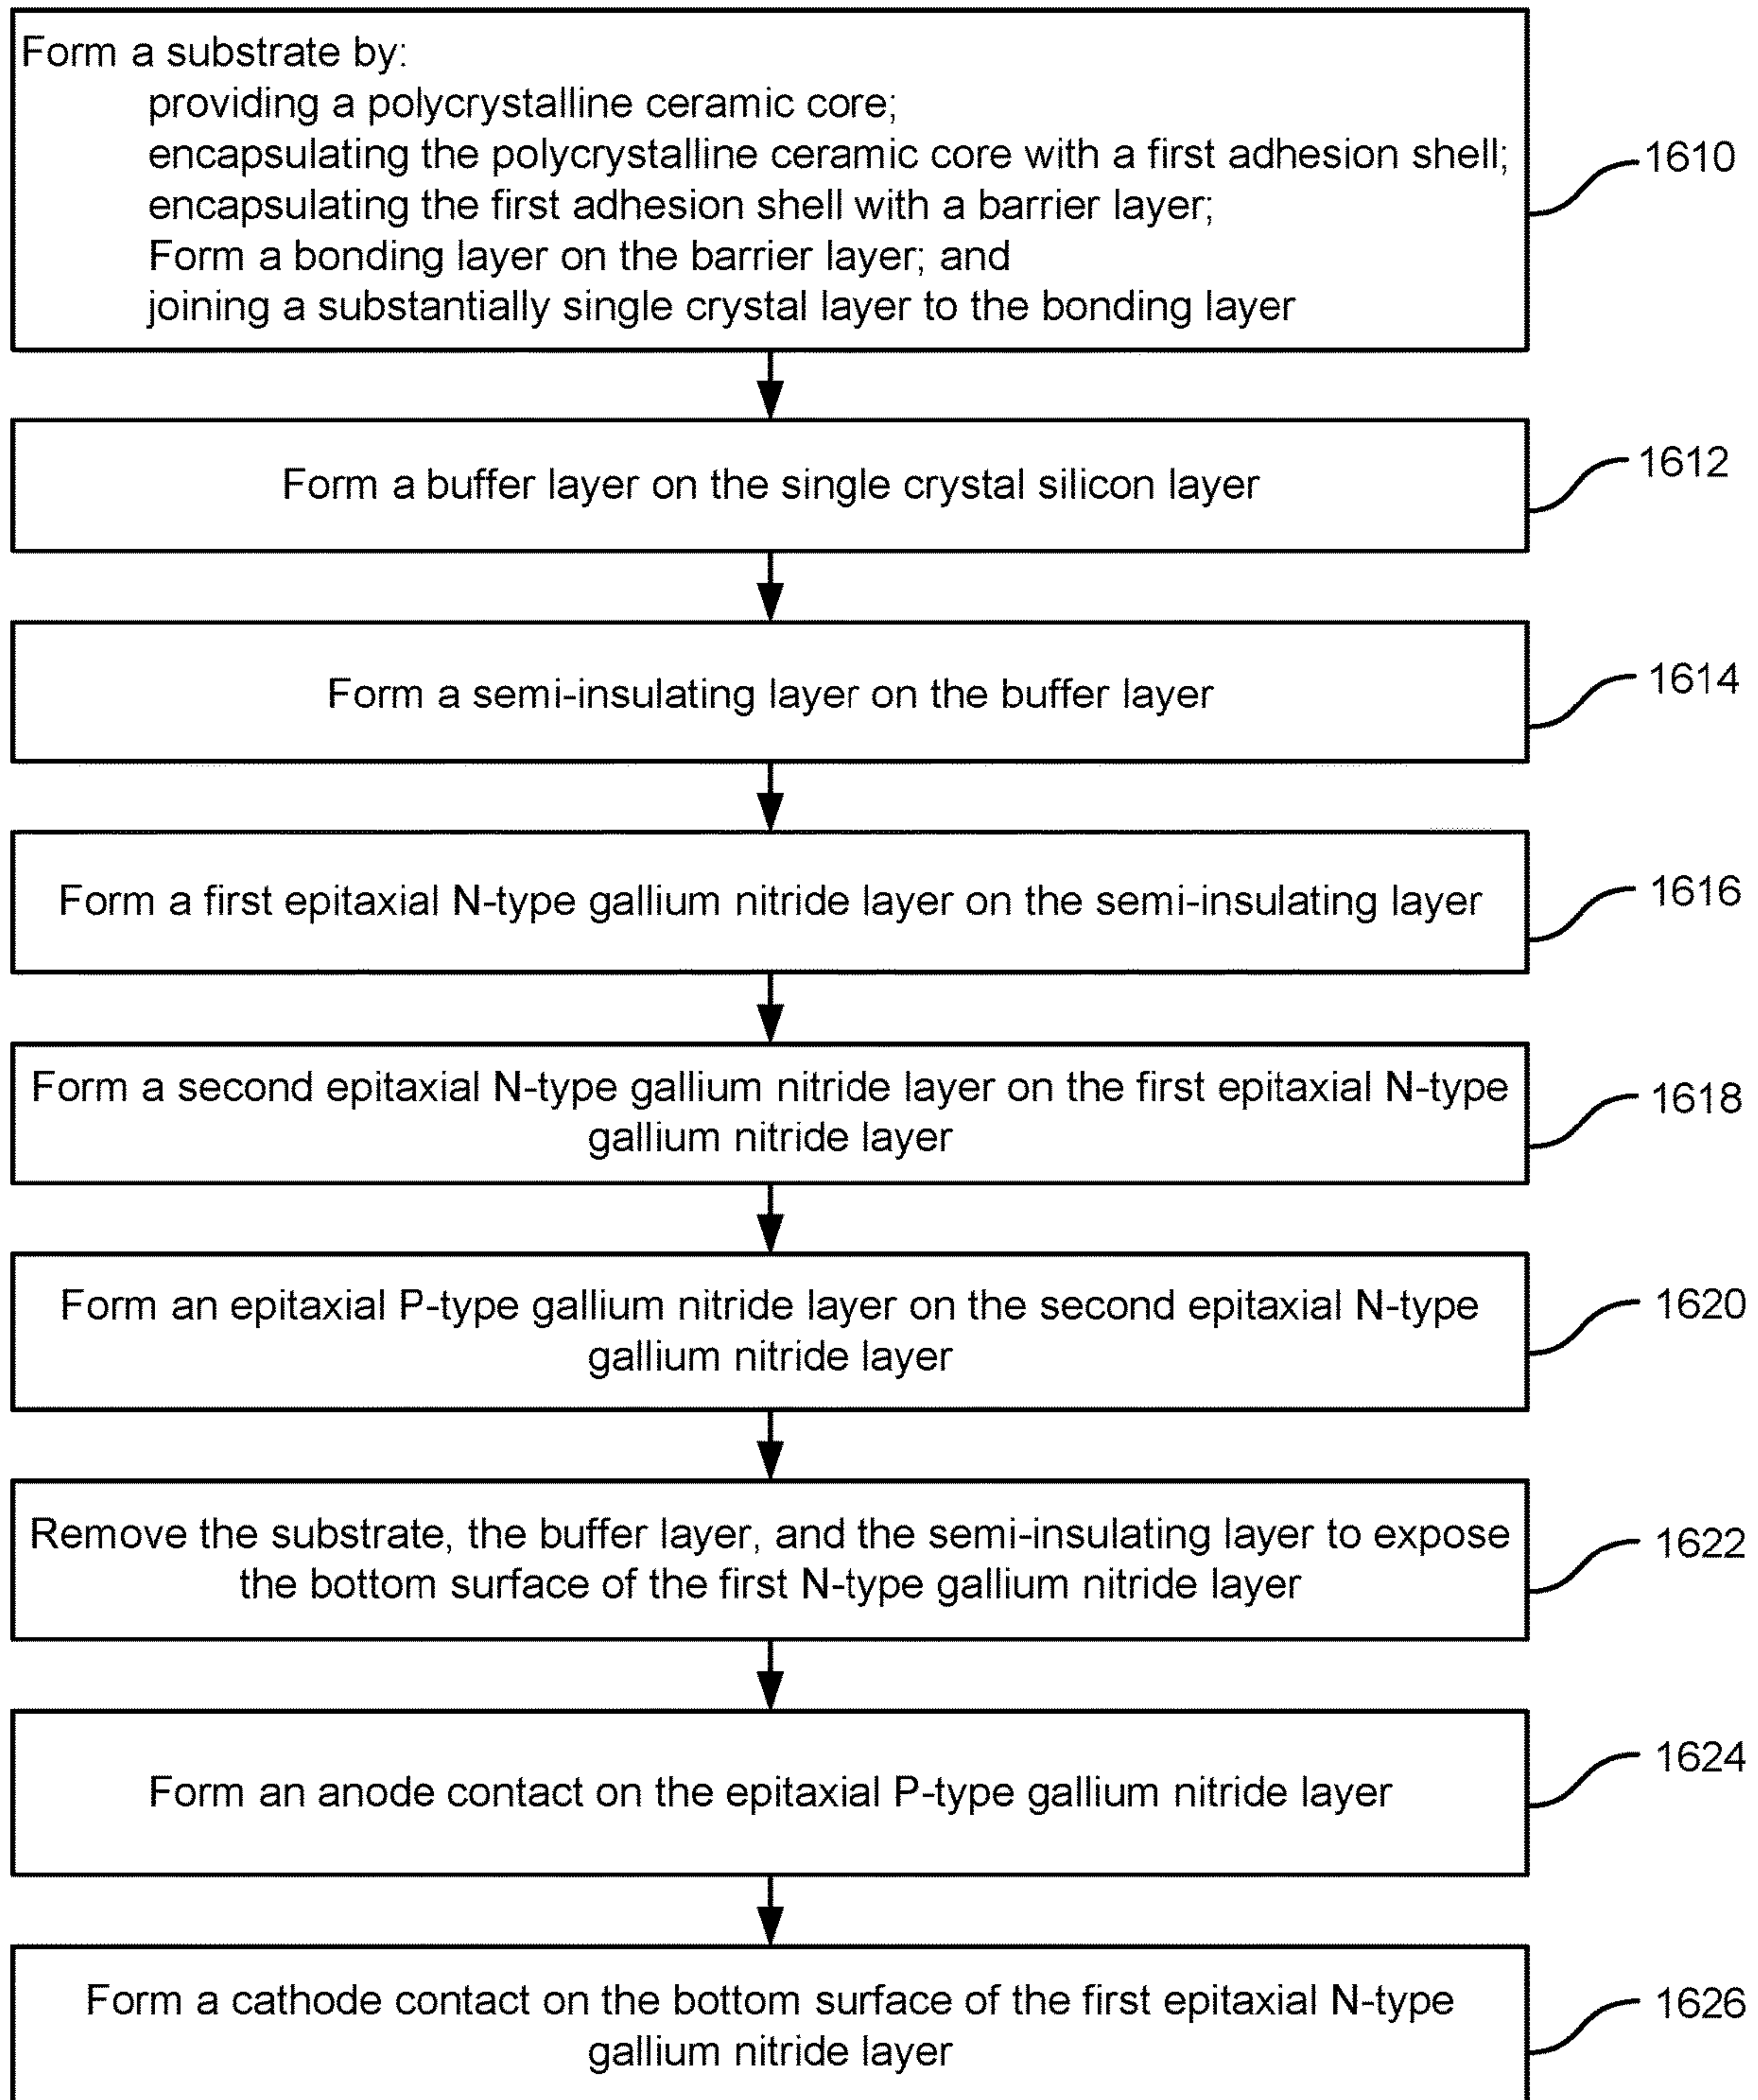 Form a substrate by:
providing a polycrystalline ceramic core;
encapsulating the polycrystalline ceramic core with a first adhesion shell;
encapsulating the first adhesion shell with a barrier layer;
Form a bonding layer on the barrier layer; and
joining a substantially single crystal layer to the bonding layer
1610
Form a buffer layer on the single crystal silicon layer
1612
Form a semi-insulating layer on the buffer layer
1614
Form a first epitaxial N-type gallium nitride layer on the semi-insulating layer
1616
Form a second epitaxial N-type gallium nitride layer on the first epitaxial N-type
gallium nitride layer
1618
Form an epitaxial P-type gallium nitride layer on the second epitaxial N-type
gallium nitride layer
1620
Remove the substrate, the buffer layer, and the semi-insulating layer to expose
the bottom surface of the first N-type gallium nitride layer
1622
Form an anode contact on the epitaxial P-type gallium nitride layer
1624
Form a cathode contact on the bottom surface of the first epitaxial N-type
gallium nitride layer
1626